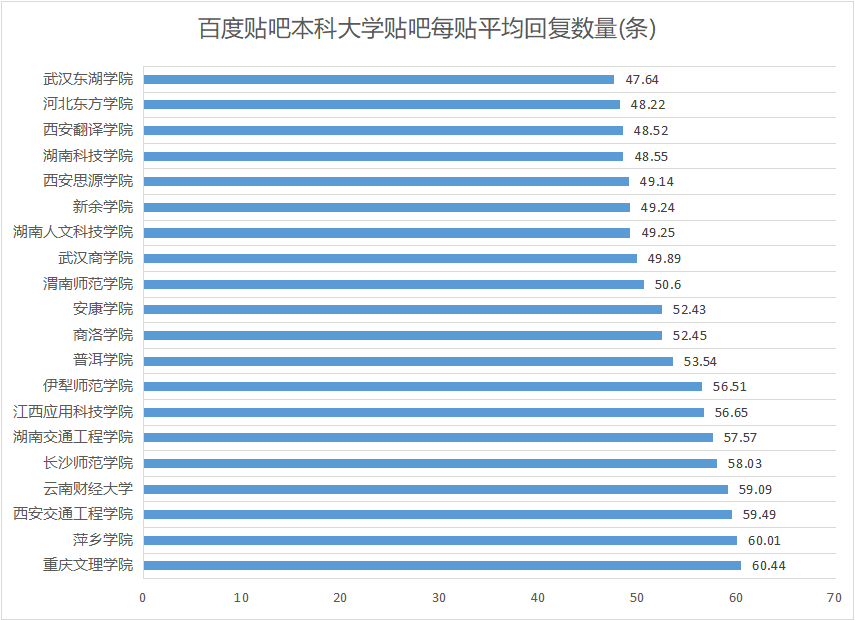 百度贴吧本科大学贴吧每贴平均回复数量(条)
武汉东湖学院 47.64
河北东方学院 48.22
西安翻译学院 48.52
湖南科技学院 48.55
西安思源学院 49.14
新余学院 49.24
湖南人文科技学院 49.25
武汉商学院 49.89
渭南师范学院 50.6
安康学院 52.43
商洛学院 52.45
普洱学院 53.54
伊犁师范学院 56.51
江西应用科技学院 56.65
湖南交通工程学院 57.57
长沙师范学院 58.03
云南财经大学 59.09
西安交通工程学院 59.49
萍乡学院 60.01
重庆文理学院 60.44
0 10 20 30 40 50 60 70